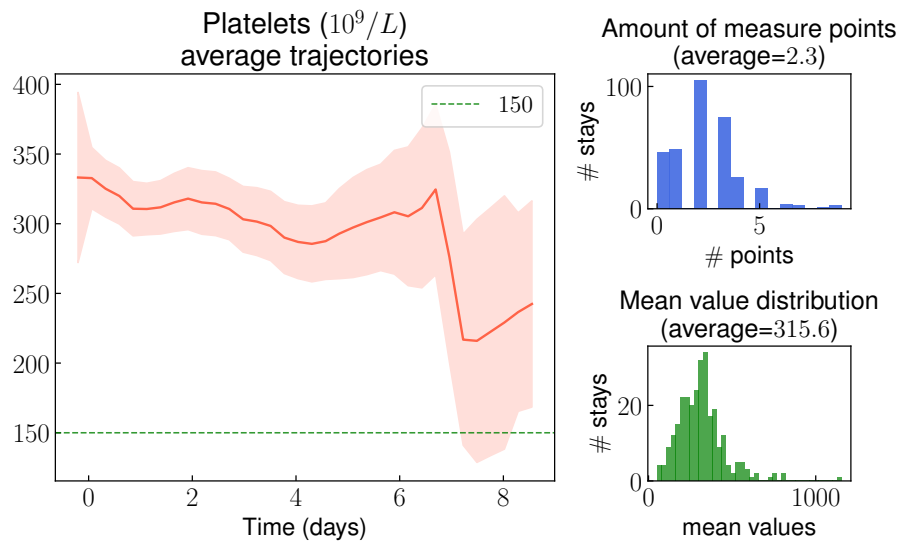 Platelets (10^9/L)
average trajectories
400
350
300
250
200
150
150
0
2
4
6
8
Time (days)
Amount of measure points
(average=2.3)
100
0
# stays
0
5
# points
Mean value distribution
(average=315.6)
20
0
# stays
0
1000
mean values